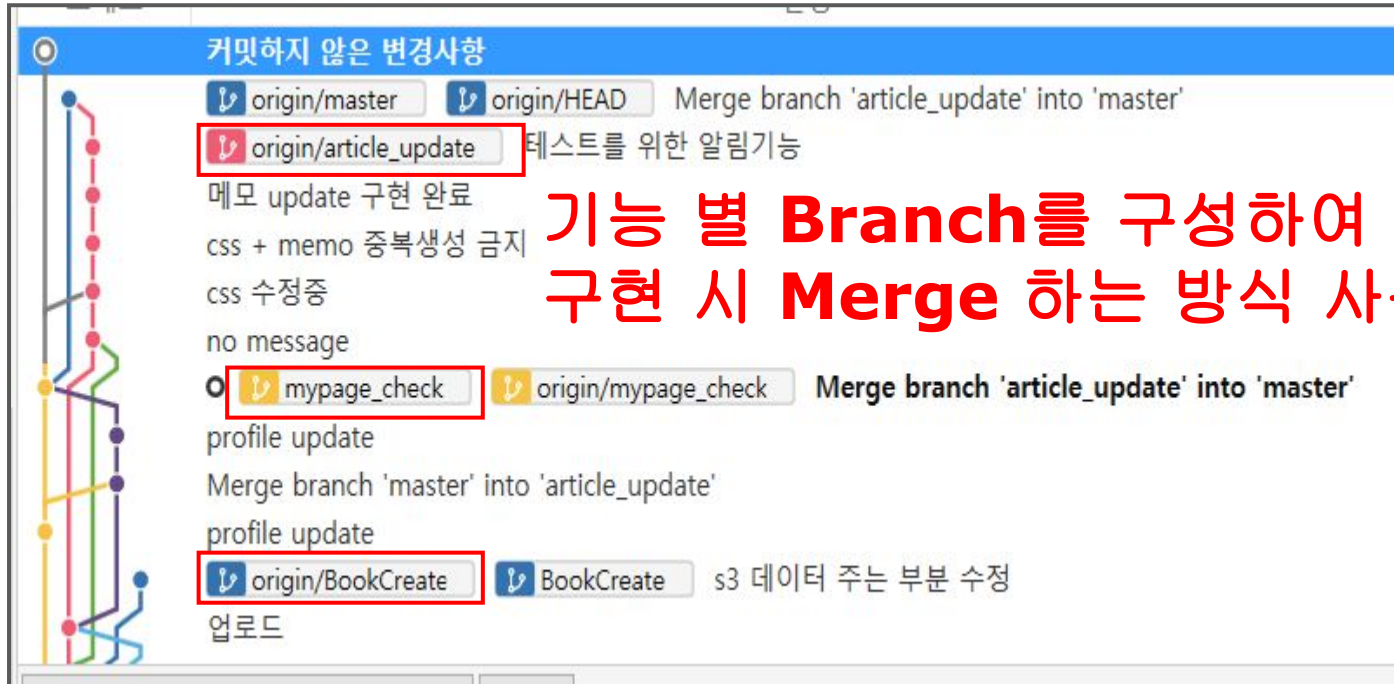 커밋하지 않은 변경사항
origin/master origin/HEAD Merge branch 'article_update' into 'master'
origin/article_update 테스트를 위한 알림기능
메모 update 구현 완료
css + memo 중복생성 금지
css 수정중
기능 별 Branch를 구성하여
구현 시 Merge 하는 방식
no message
mypage_check origin/mypage_check Merge branch 'article_update' into 'master'
profile update
Merge branch 'master' into 'article_update'
profile update
origin/BookCreate BookCreate s3 데이터 주는 부분 수정
업로드